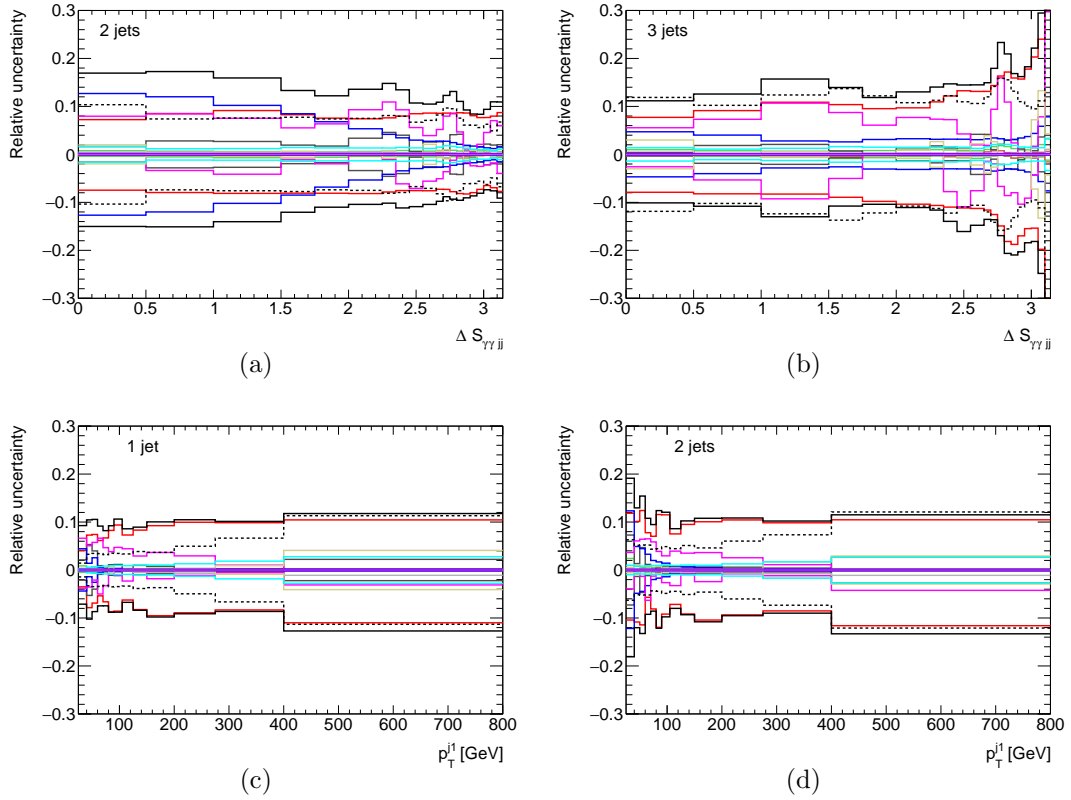 Relative uncertainty
2 jets
0.3
0.2
0.1
0
−0.1
−0.2
−0.3
0 0.5 1 1.5 2 2.5 3
Δ S γγ jj
(a)
Relative uncertainty
3 jets
0.3
0.2
0.1
0
−0.1
−0.2
−0.3
0 0.5 1 1.5 2 2.5 3
Δ S γγ jj
(b)
Relative uncertainty
1 jet
0.3
0.2
0.1
0
−0.1
−0.2
−0.3
100 200 300 400 500 600 700 800
p_T^j1 [GeV]
(c)
Relative uncertainty
2 jets
0.3
0.2
0.1
0
−0.1
−0.2
−0.3
100 200 300 400 500 600 700 800
p_T^j1 [GeV]
(d)